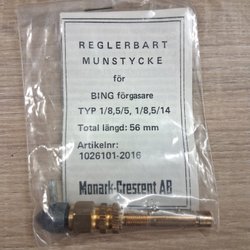 REGLERBART
MUNSTYCKE
för
BING förgasare
TYP 1/8,5/5, 1/8,5/14
Total längd: 56 mm
Artikelnr:
1026101-2016
Monark-Crescent AB